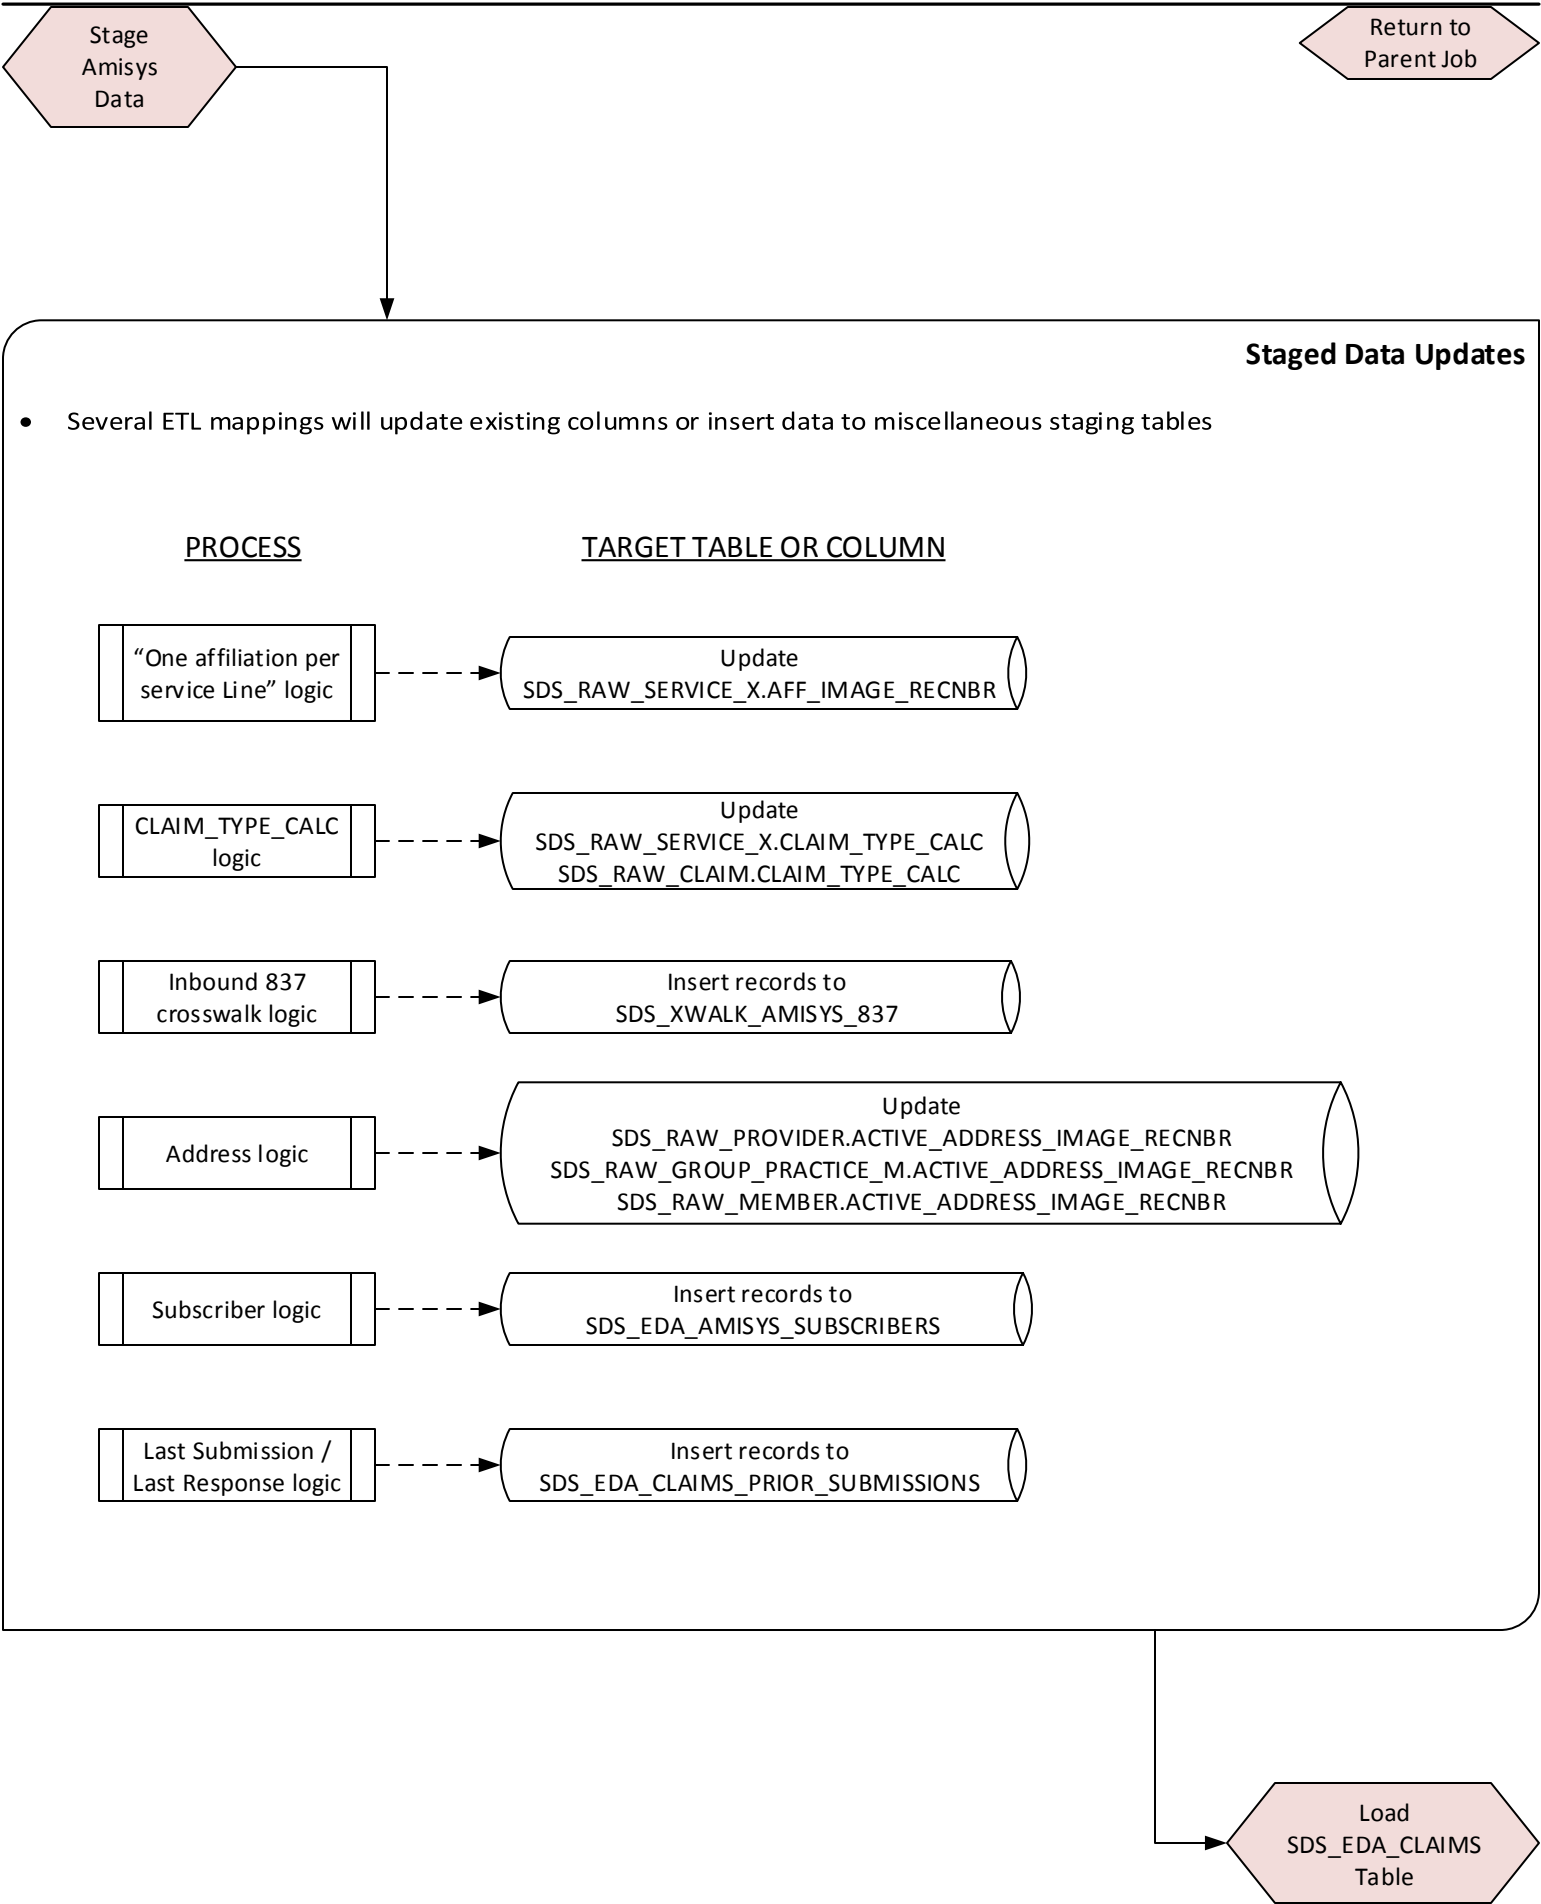 Stage
Amisys
Data
Return to
Parent Job
Staged Data Updates
• Several ETL mappings will update existing columns or insert data to miscellaneous staging tables
PROCESS
TARGET TABLE OR COLUMN
“One affiliation per
service Line” logic
Update
SDS_RAW_SERVICE_X.AFF_IMAGE_RECNBR
CLAIM_TYPE_CALC
logic
Update
SDS_RAW_SERVICE_X.CLAIM_TYPE_CALC
SDS_RAW_CLAIM.CLAIM_TYPE_CALC
Inbound 837
crosswalk logic
Insert records to
SDS_XWALK_AMISYS_837
Address logic
Update
SDS_RAW_PROVIDER.ACTIVE_ADDRESS_IMAGE_RECNBR
SDS_RAW_GROUP_PRACTICE_M.ACTIVE_ADDRESS_IMAGE_RECNBR
SDS_RAW_MEMBER.ACTIVE_ADDRESS_IMAGE_RECNBR
Subscriber logic
Insert records to
SDS_EDA_AMISYS_SUBSCRIBERS
Last Submission /
Last Response logic
Insert records to
SDS_EDA_CLAIMS_PRIOR_SUBMISSIONS
Load
SDS_EDA_CLAIMS
Table